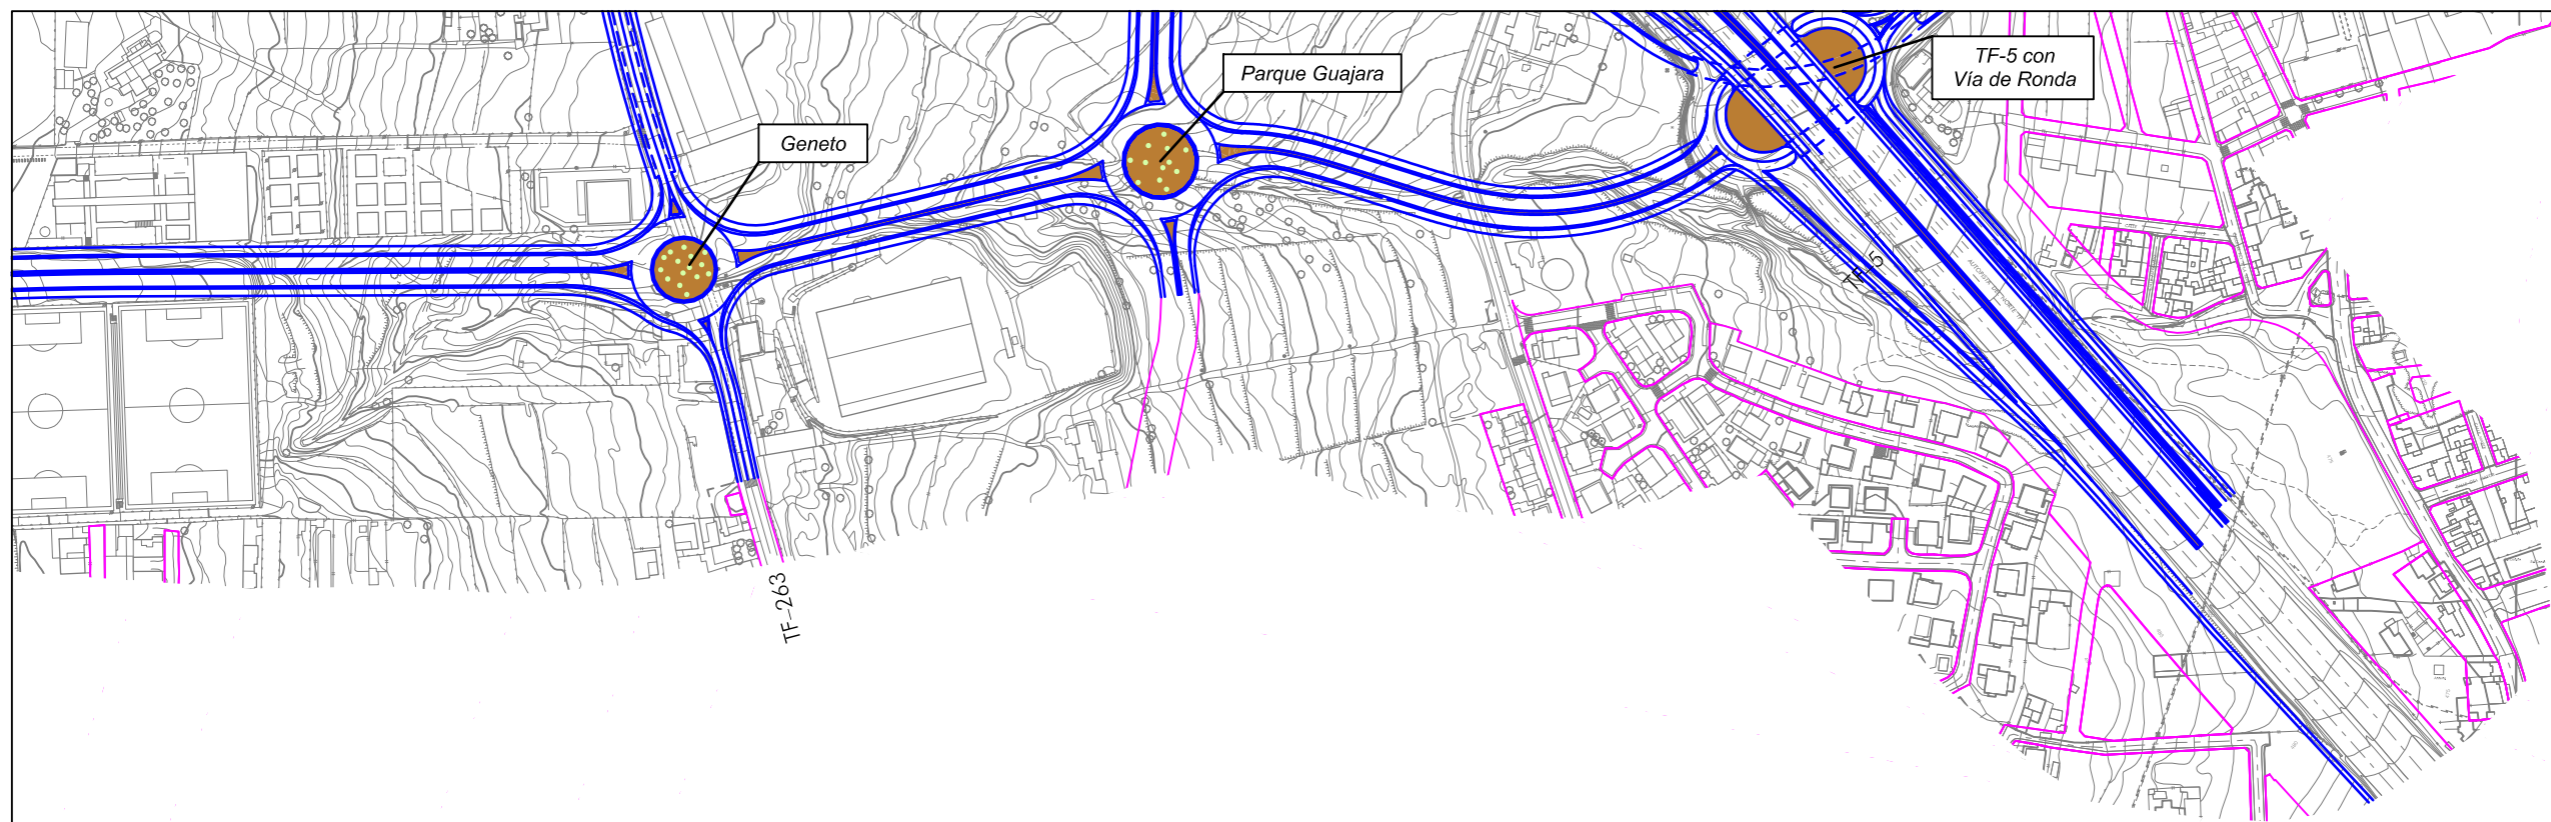 TF-5 con
Vía de Ronda
Parque Guajara
Geneto
TF-5
TF-263